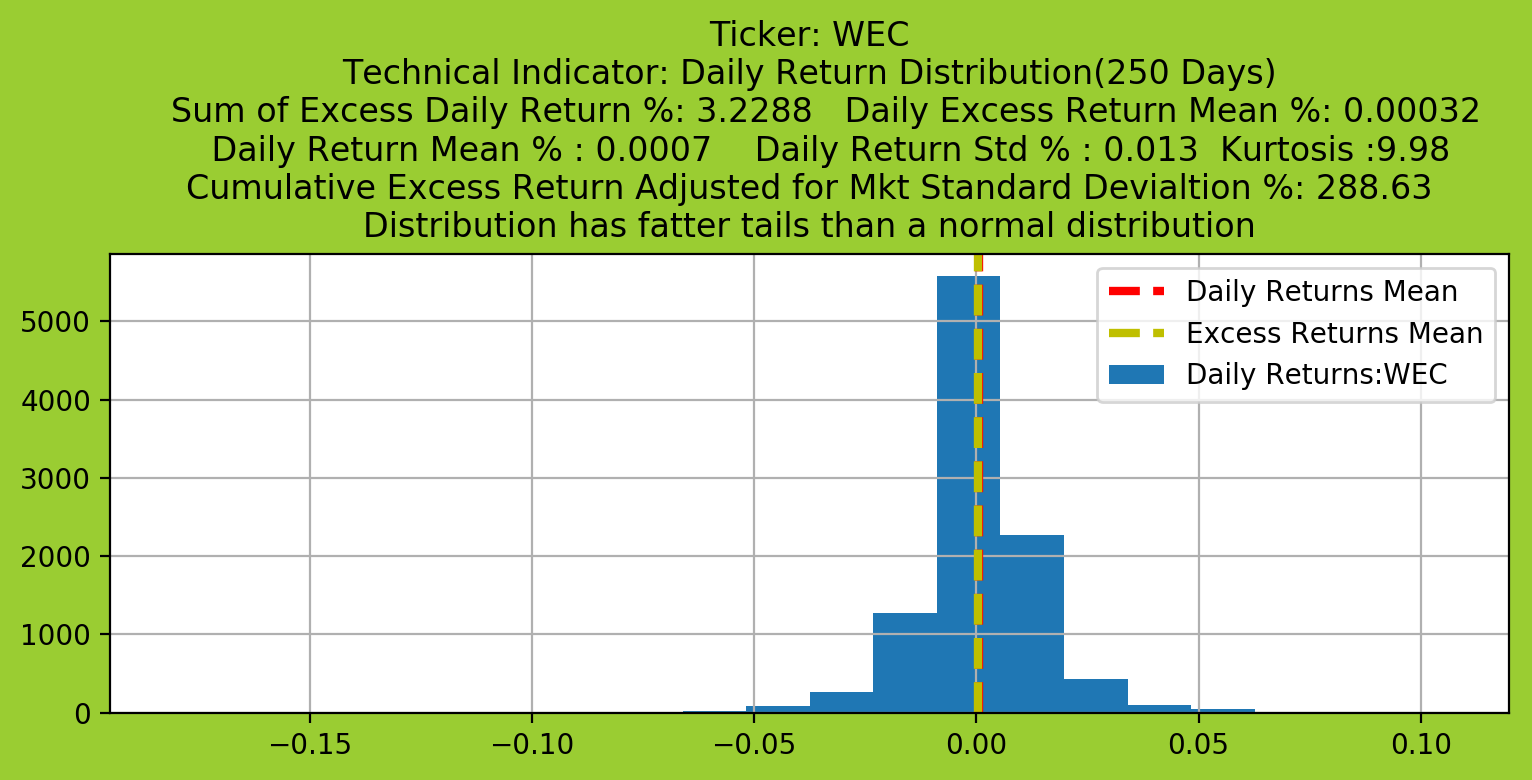 Ticker: WEC
Technical Indicator: Daily Return Distribution(250 Days)
Sum of Excess Daily Return %: 3.2288   Daily Excess Return Mean %: 0.00032
Daily Return Mean % : 0.0007    Daily Return Std % : 0.013  Kurtosis :9.98
Cumulative Excess Return Adjusted for Mkt Standard Devialtion %: 288.63
Distribution has fatter tails than a normal distribution
Daily Returns Mean
Excess Returns Mean
Daily Returns:WEC
5000
4000
3000
2000
1000
0
−0.15 −0.10 −0.05 0.00 0.05 0.10